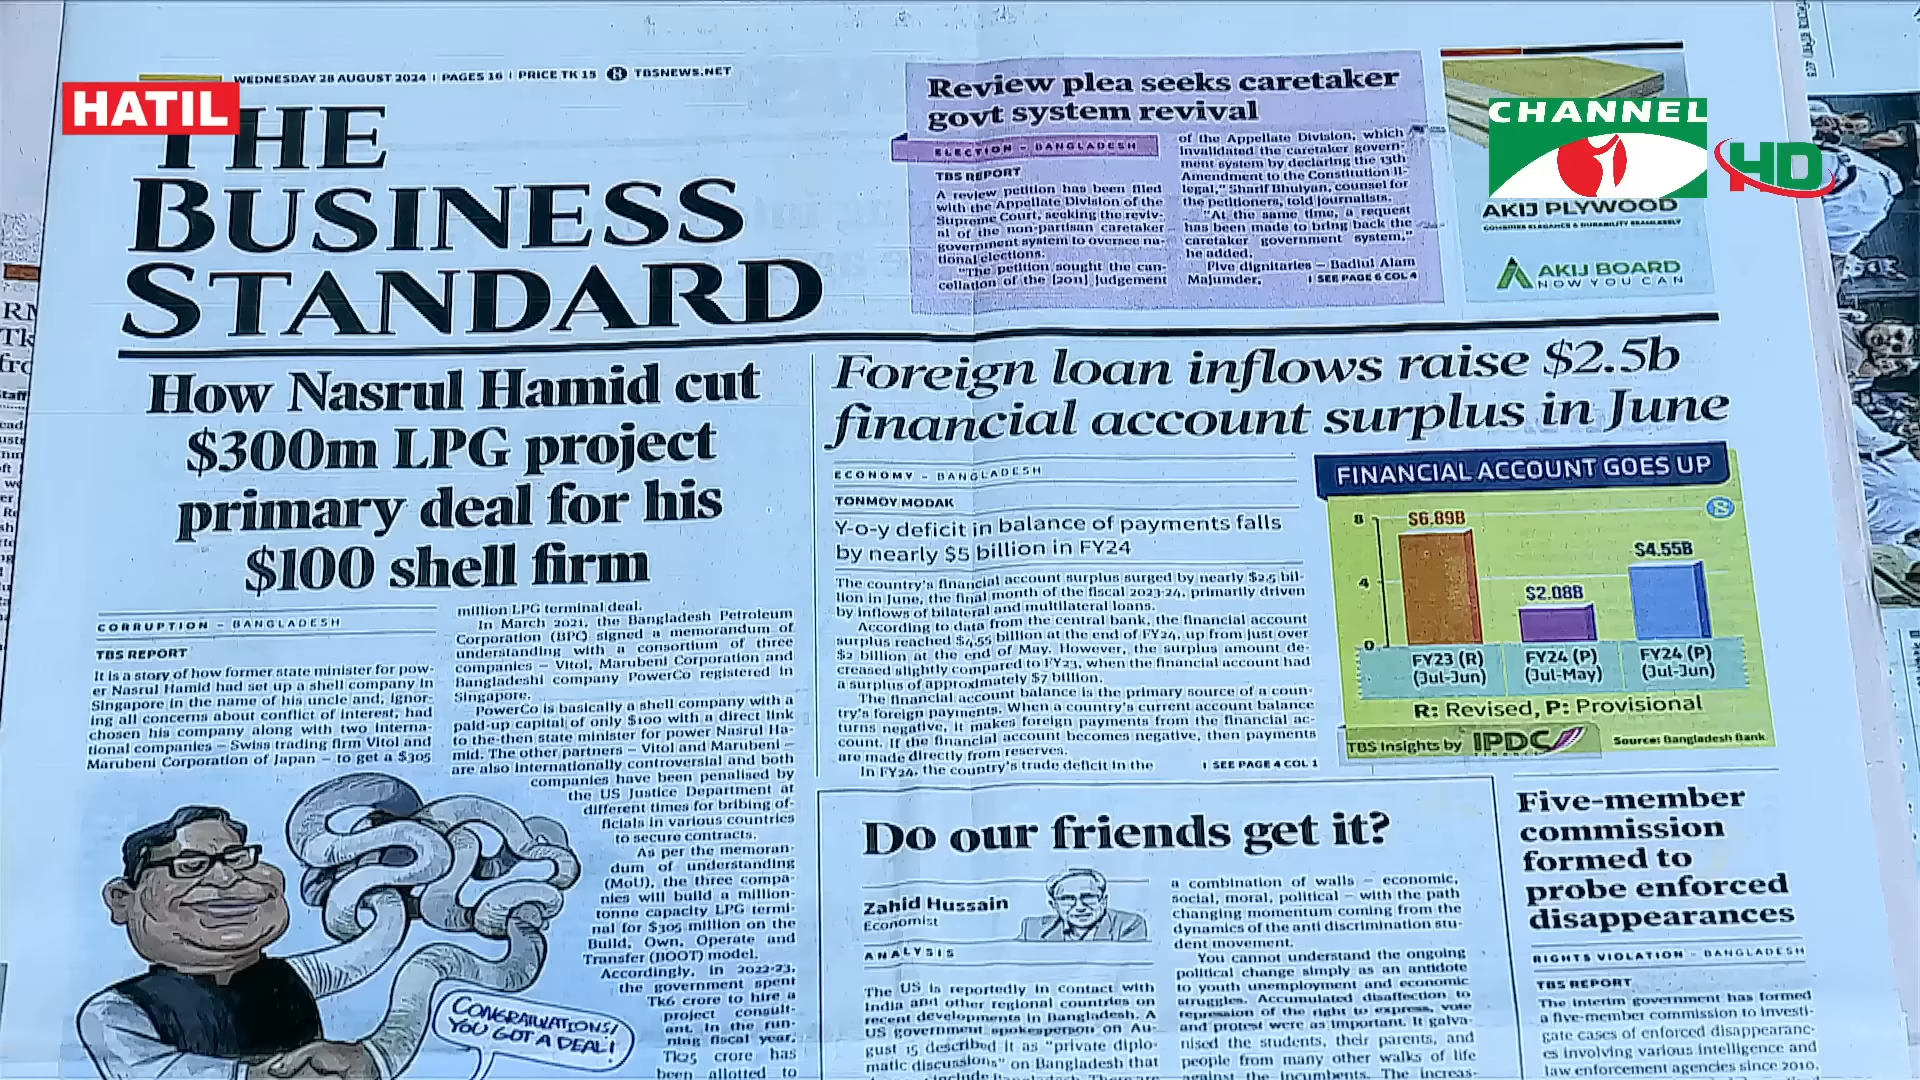 HATIL
WEDNESDAY 28 AUGUST 2024 | PAGES 16 | PRICE TK 15
TBSNEWS.NET
THE
BUSINESS
STANDARD
Review plea seeks caretaker
govt system revival
ELECTION – BANGLADESH
TBS REPORT
A review petition has been filed
with the Appellate Division of the
Supreme Court, seeking the reviv-
al of the non-partisan caretaker
government system to oversee na-
tional elections.
"The petition sought the can-
cellation of the [2011] judgement
of the Appellate Division, which
invalidated the caretaker govern-
ment system by declaring the 13th
Amendment to the Constitution il-
legal," Sharif Bhuiyan, counsel for
the petitioners, told journalists.
"At the same time, a request
has been made to bring back the
caretaker government system,"
he added.
Five dignitaries – Badiul Alam
Majumder,
| SEE PAGE 6 COL 4
CHANNEL
HD
AKIJ PLYWOOD
COMBINES ELEGANCE & DURABILITY SEAMLESSLY
AKIJ BOARD
NOW YOU CAN
How Nasrul Hamid cut
$300m LPG project
primary deal for his
$100 shell firm
CORRUPTION – BANGLADESH
TBS REPORT
It is a story of how former state minister for pow-
er Nasrul Hamid had set up a shell company in
Singapore in the name of his uncle and, ignor-
ing all concerns about conflict of interest, had
chosen his company along with two interna-
tional companies – Swiss trading firm Vitol and
Marubeni Corporation of Japan – to get a $305
million LPG terminal deal.
In March 2021, the Bangladesh Petroleum
Corporation (BPC) signed a memorandum of
understanding with a consortium of three
companies – Vitol, Marubeni Corporation and
Bangladeshi company PowerCo registered in
Singapore.
PowerCo is basically a shell company with a
paid-up capital of only $100 with a direct link
to the-then state minister for power Nasrul Ha-
mid. The other partners – Vitol and Marubeni –
are also internationally controversial and both
companies have been penalised by
the US Justice Department at
different times for bribing of-
ficials in various countries
to secure contracts.
As per the memoran-
dum of understanding
(MoU), the three compa-
nies will build a million-
tonne capacity LPG termi-
nal for $305 million on the
Build, Own, Operate and
Transfer (BOOT) model.
Accordingly, in 2022-23,
the government spent
Tk6 crore to hire a
project consult-
ant. In the run-
ning fiscal year,
Tk25 crore has
been allotted to
CONGRATULATIONS!
YOU GOT A DEAL!
Foreign loan inflows raise $2.5b
financial account surplus in June
ECONOMY – BANGLADESH
TONMOY MODAK
Y-o-y deficit in balance of payments falls
by nearly $5 billion in FY24
The country's financial account surplus surged by nearly $2.5 bil-
lion in June, the final month of the fiscal 2023-24, primarily driven
by inflows of bilateral and multilateral loans.
According to data from the central bank, the financial account
surplus reached $4.55 billion at the end of FY24, up from just over
$2 billion at the end of May. However, the surplus amount de-
creased slightly compared to FY23, when the financial account had
a surplus of approximately $7 billion.
The financial account balance is the primary source of a coun-
try's foreign payments. When a country's current account balance
turns negative, it makes foreign payments from the financial ac-
count. If the financial account becomes negative, then payments
are made directly from reserves.
In FY24, the country's trade deficit in the
| SEE PAGE 4 COL 1
FINANCIAL ACCOUNT GOES UP
8
4
0
$6.89B
$2.08B
$4.55B
FY23 (R)
(Jul-Jun)
FY24 (P)
(Jul-May)
FY24 (P)
(Jul-Jun)
R: Revised, P: Provisional
TBS Insights by IPDC
Source: Bangladesh Bank
Do our friends get it?
Zahid Hussain
Economist
ANALYSIS
The US is reportedly in contact with
India and other regional countries on
recent developments in Bangladesh. A
US government spokesperson on Au-
gust 15 described it as "private diplo-
matic discussions" on Bangladesh that
a combination of walls – economic,
social, moral, political – with the path
changing momentum coming from the
dynamics of the anti discrimination stu-
dent movement.
You cannot understand the ongoing
political change simply as an antidote
to youth unemployment and economic
struggles. Accumulated disaffection to
repression of the right to express, vote
and protest were as important. It galva-
nised the students, their parents, and
people from many other walks of life
against the incumbents. The increas-
Five-member
commission
formed to
probe enforced
disappearances
RIGHTS VIOLATION – BANGLADESH
TBS REPORT
The interim government has formed
a five-member commission to investi-
gate cases of enforced disappearanc-
es involving various intelligence and
law enforcement agencies since 2010.